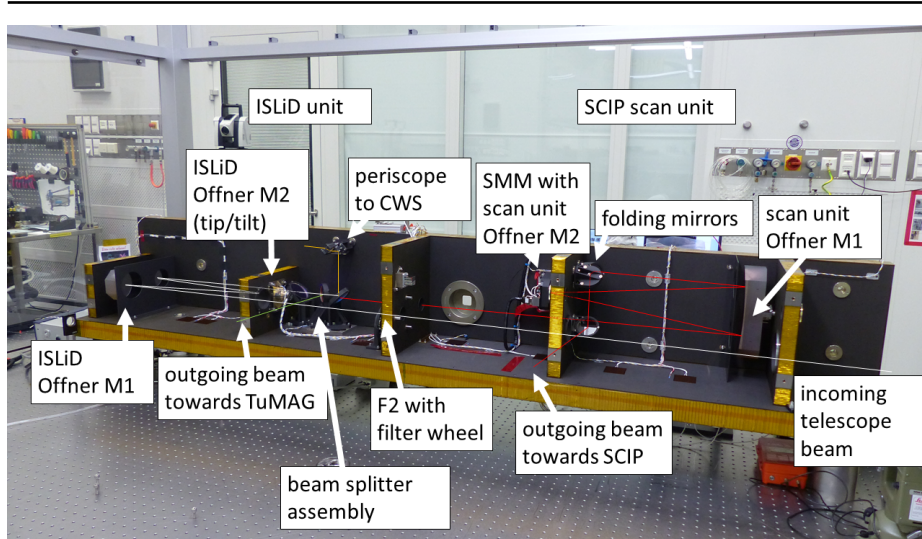 ISLiD unit
SCIP scan unit
ISLiD
Offner M2
(tip/tilt)
periscope
to CWS
SMM with
scan unit
Offner M2
folding mirrors
scan unit
Offner M1
ISLiD
Offner M1
outgoing beam
towards TuMAG
F2 with
filter wheel
beam splitter
assembly
outgoing beam
towards SCIP
incoming
telescope
beam